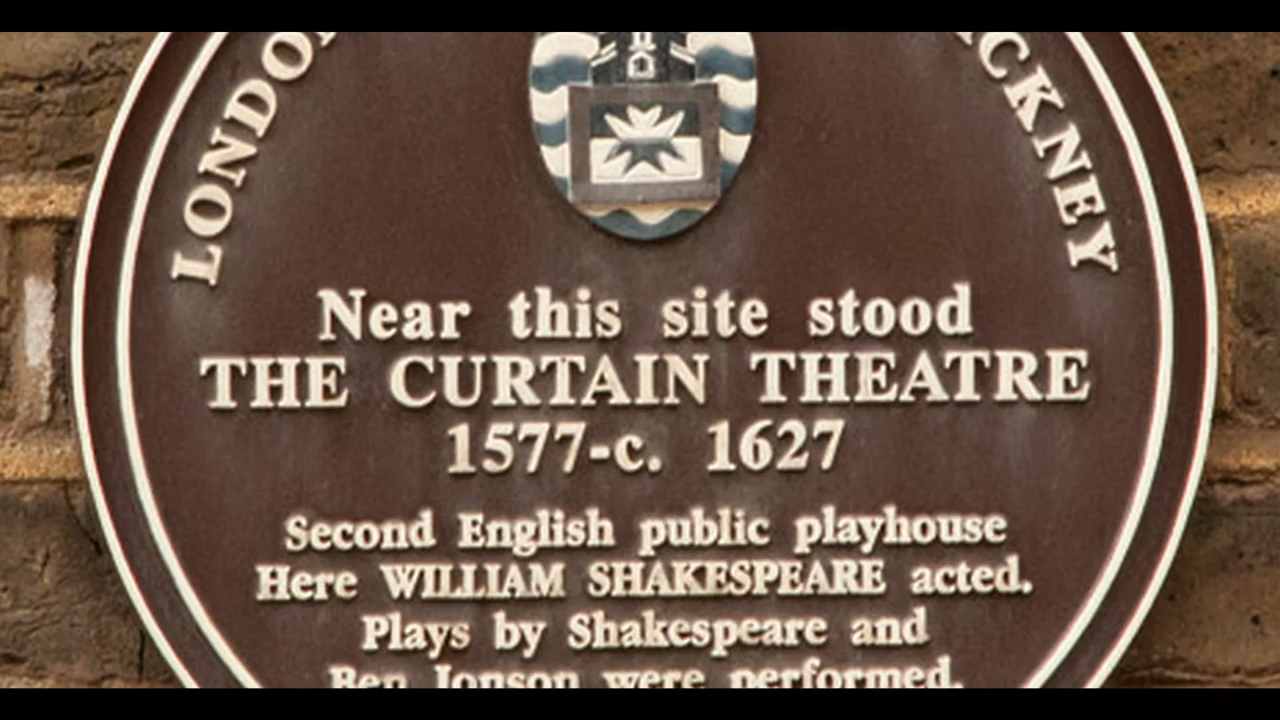 LONDON
HACKNEY
Near this site stood
THE CURTAIN THEATRE
1577-c. 1627
Second English public playhouse
Here WILLIAM SHAKESPEARE acted.
Plays by Shakespeare and
Ben Jonson were performed.